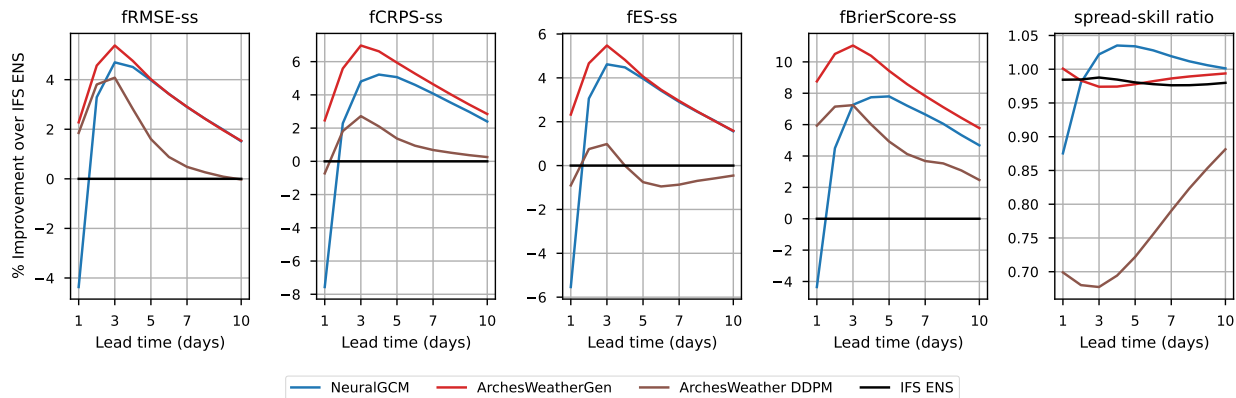 fRMSE-ss
fCRPS-ss
fES-ss
fBrierScore-ss
spread-skill ratio
% Improvement over IFS ENS
4
2
0
−2
−4
6
4
2
0
−2
−4
−6
−8
6
4
2
0
−2
−4
−6
10
8
6
4
2
0
−2
−4
1.05
1.00
0.95
0.90
0.85
0.80
0.75
0.70
1 3 5 7 10
1 3 5 7 10
1 3 5 7 10
1 3 5 7 10
1 3 5 7 10
Lead time (days)
Lead time (days)
Lead time (days)
Lead time (days)
Lead time (days)
NeuralGCM
ArchesWeatherGen
ArchesWeather DDPM
IFS ENS